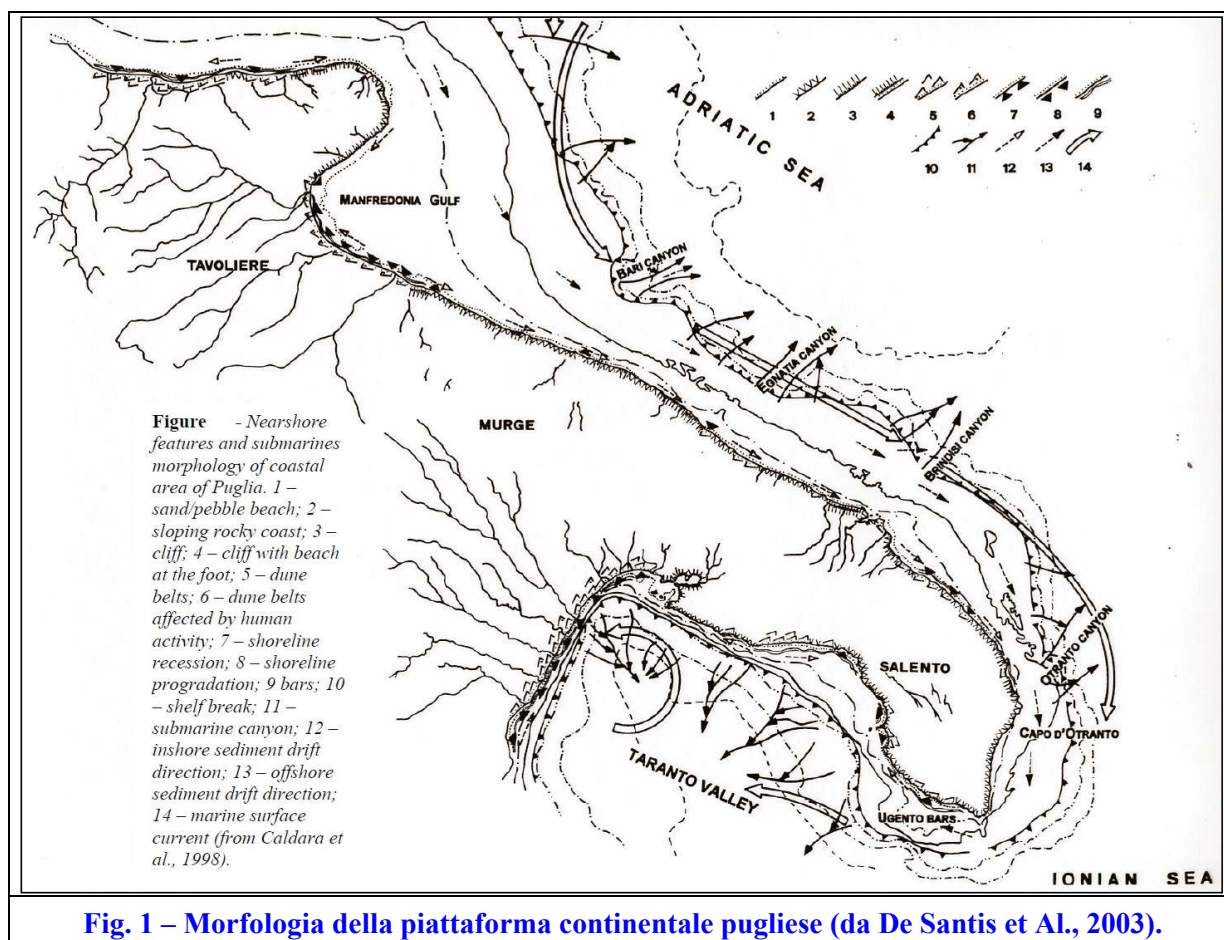 ADRIATIC SEA
1 2 3 4 5 6 7 8 9
10 11 12 13 14
MANFREDONIA GULF
TAVOLIERE
BARI CANYON
EGNATIA CANYON
BRINDISI CANYON
MURGE
Figure - Nearshore
features and submarines
morphology of coastal
area of Puglia. 1 –
sand/pebble beach; 2 –
sloping rocky coast; 3 –
cliff; 4 – cliff with beach
at the foot; 5 – dune
belts; 6 – dune belts
affected by human
activity; 7 – shoreline
recession; 8 – shoreline
progradation; 9 bars; 10
– shelf break; 11 –
submarine canyon; 12 –
inshore sediment drift
direction; 13 – offshore
sediment drift direction;
14 – marine surface
current (from Caldara et
al., 1998).
SALENTO
OTRANTO CANYON
CAPO D'OTRANTO
TARANTO VALLEY
UGENTO BARS
IONIAN SEA
Fig. 1 – Morfologia della piattaforma continentale pugliese (da De Santis et Al., 2003).